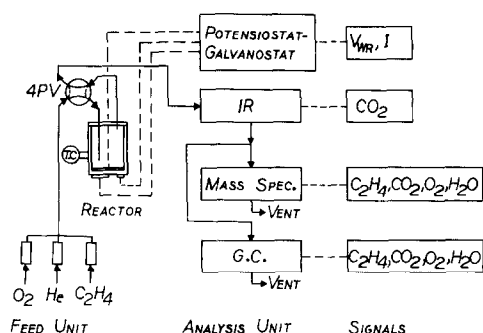 POTENSIOSTAT-
GALVANOSTAT
V_WR, I
4PV
IR
CO2
TC
REACTOR
MASS SPEC.
C2H4,CO2,O2,H2O
VENT
G.C.
C2H4,CO2,O2,H2O
VENT
O2 He C2H4
FEED UNIT
ANALYSIS UNIT
SIGNALS